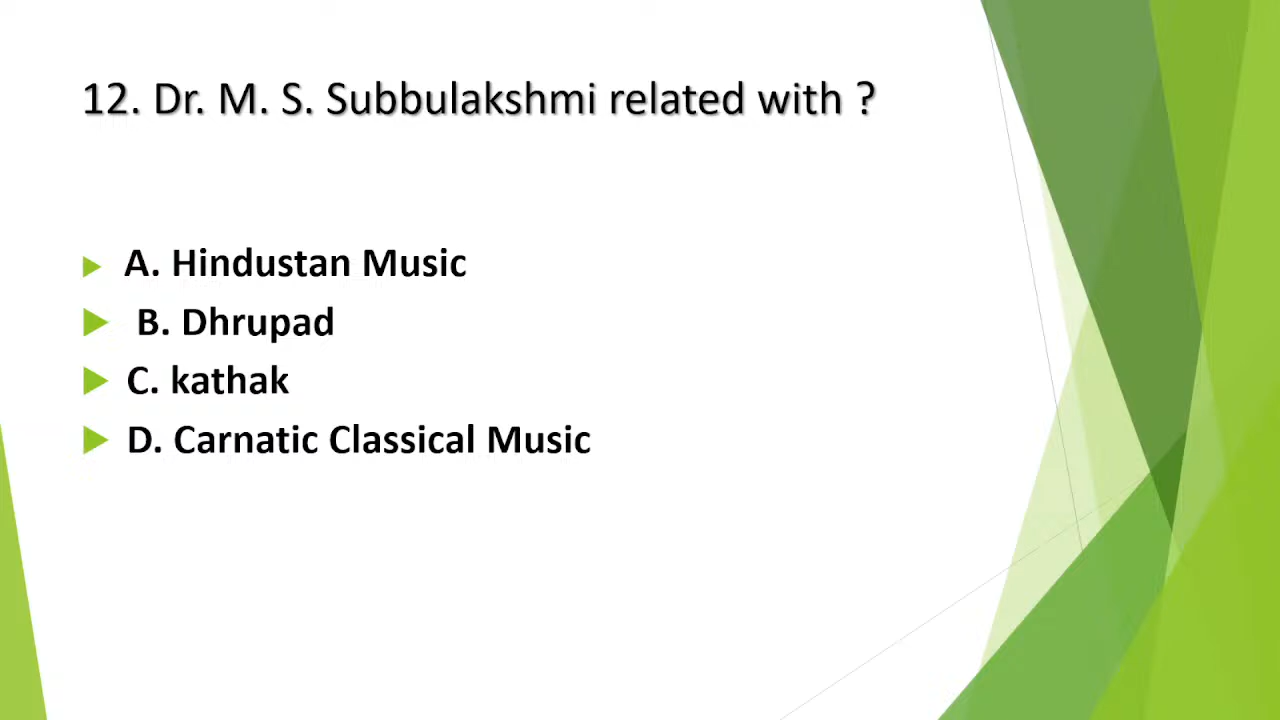 12. Dr. M. S. Subbulakshmi related with ?
A. Hindustan Music
B. Dhrupad
C. kathak
D. Carnatic Classical Music